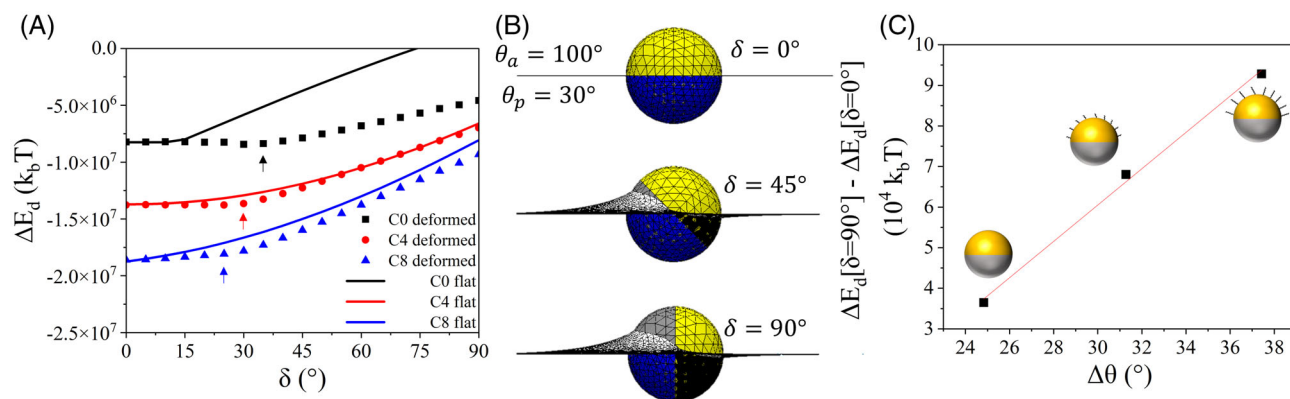 (A)
0.0
-5.0×10⁶
-1.0×10⁷
-1.5×10⁷
-2.0×10⁷
-2.5×10⁷
ΔE_d (k_bT)
0 15 30 45 60 75 90
δ (°)
C0 deformed
C4 deformed
C8 deformed
C0 flat
C4 flat
C8 flat
(B)
θ_a = 100°
θ_p = 30°
δ = 0°
δ = 45°
δ = 90°
(C)
ΔE_d[δ=90°] - ΔE_d[δ=0°]
(10⁴ k_bT)
10
9
8
7
6
5
4
3
24 26 28 30 32 34 36 38
Δθ (°)